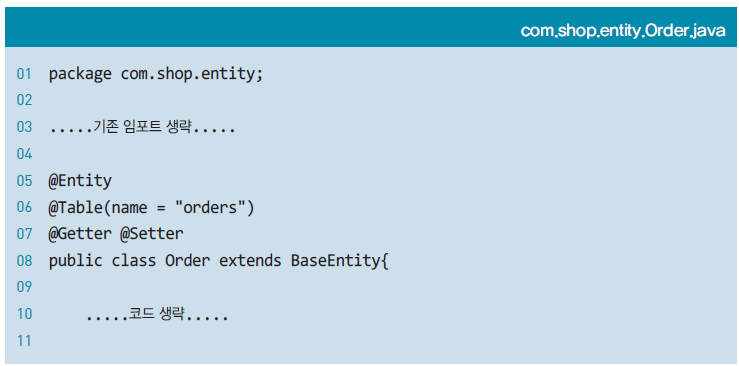 com.shop.entity.Order.java
01 package com.shop.entity;
02
03 .....기존 임포트 생략.....
04
05 @Entity
06 @Table(name = "orders")
07 @Getter @Setter
08 public class Order extends BaseEntity{
09
10 .....코드 생략.....
11